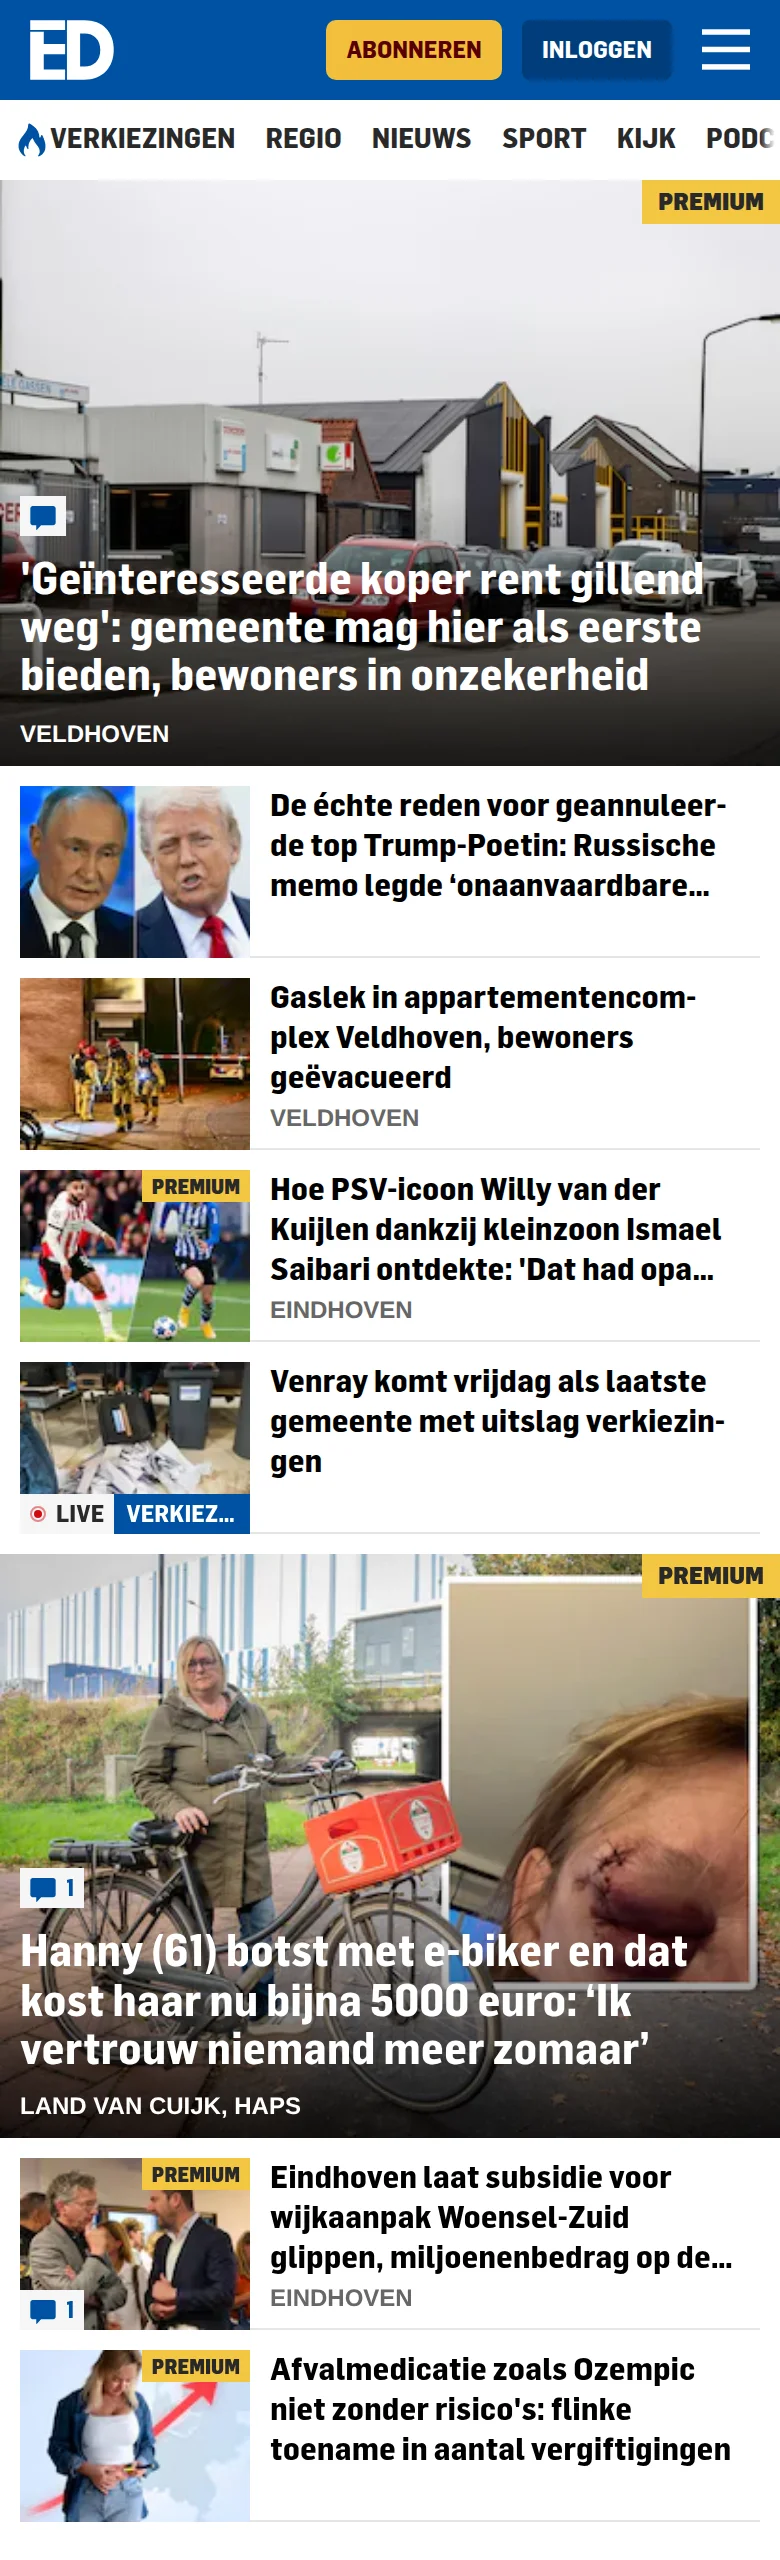 ED
ABONNEREN
INLOGGEN
VERKIEZINGEN REGIO NIEUWS SPORT KIJK PODC
PREMIUM
'Geïnteresseerde koper rent gillend
weg': gemeente mag hier als eerste
bieden, bewoners in onzekerheid
VELDHOVEN
De échte reden voor geannuleer-
de top Trump-Poetin: Russische
memo legde ‘onaanvaardbare...
Gaslek in appartementencom-
plex Veldhoven, bewoners
geëvacueerd
VELDHOVEN
PREMIUM
Hoe PSV-icoon Willy van der
Kuijlen dankzij kleinzoon Ismael
Saibari ontdekte: 'Dat had opa...
EINDHOVEN
Venray komt vrijdag als laatste
gemeente met uitslag verkiezin-
gen
LIVE VERKIEZ...
PREMIUM
1
Hanny (61) botst met e-biker en dat
kost haar nu bijna 5000 euro: ‘Ik
vertrouw niemand meer zomaar’
LAND VAN CUIJK, HAPS
PREMIUM
1
Eindhoven laat subsidie voor
wijkaanpak Woensel-Zuid
glippen, miljoenenbedrag op de...
EINDHOVEN
PREMIUM
Afvalmedicatie zoals Ozempic
niet zonder risico's: flinke
toename in aantal vergiftigingen